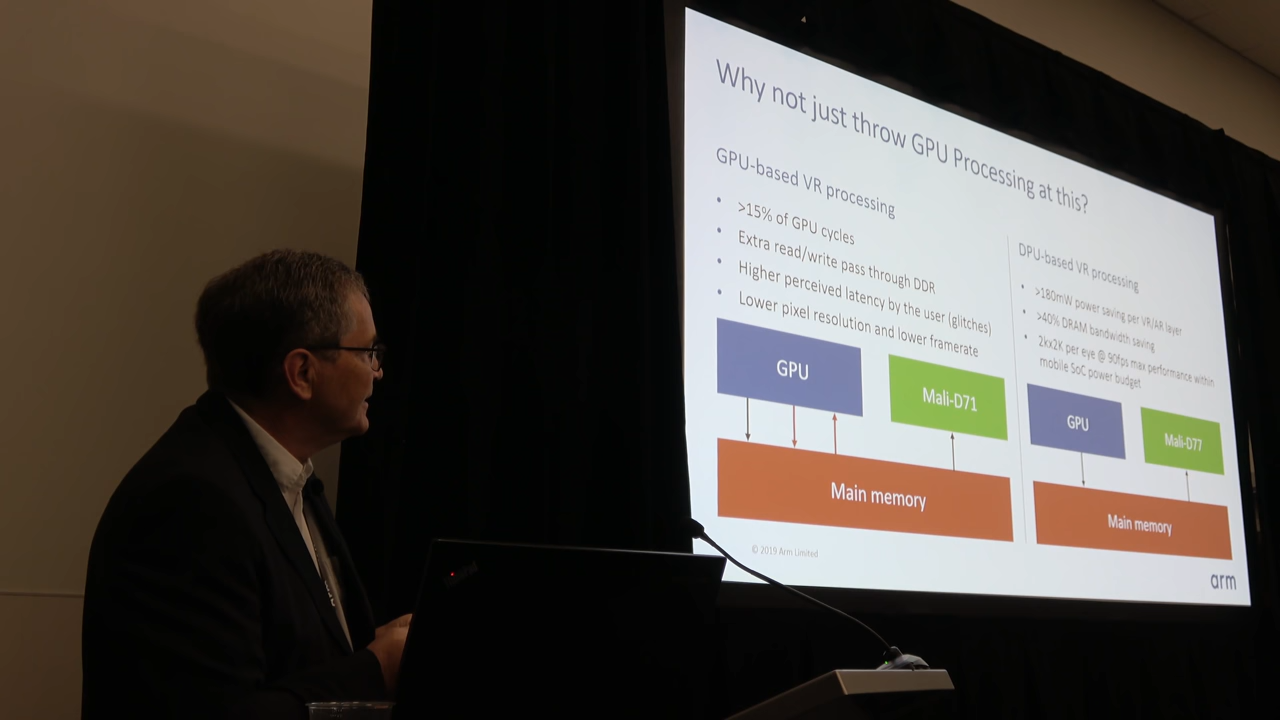 Why not just throw GPU Processing at this?
GPU-based VR processing
• >15% of GPU cycles
• Extra read/write pass through DDR
• Higher perceived latency by the user (glitches)
• Lower pixel resolution and lower framerate
GPU
Mali-D71
Main memory
DPU-based VR processing
• >180mW power saving per VR/AR layer
• >40% DRAM bandwidth saving
• 2kx2K per eye @ 90fps max performance within
mobile SoC power budget
GPU
Mali-D77
Main memory
© 2019 Arm Limited
arm
ThinkPad